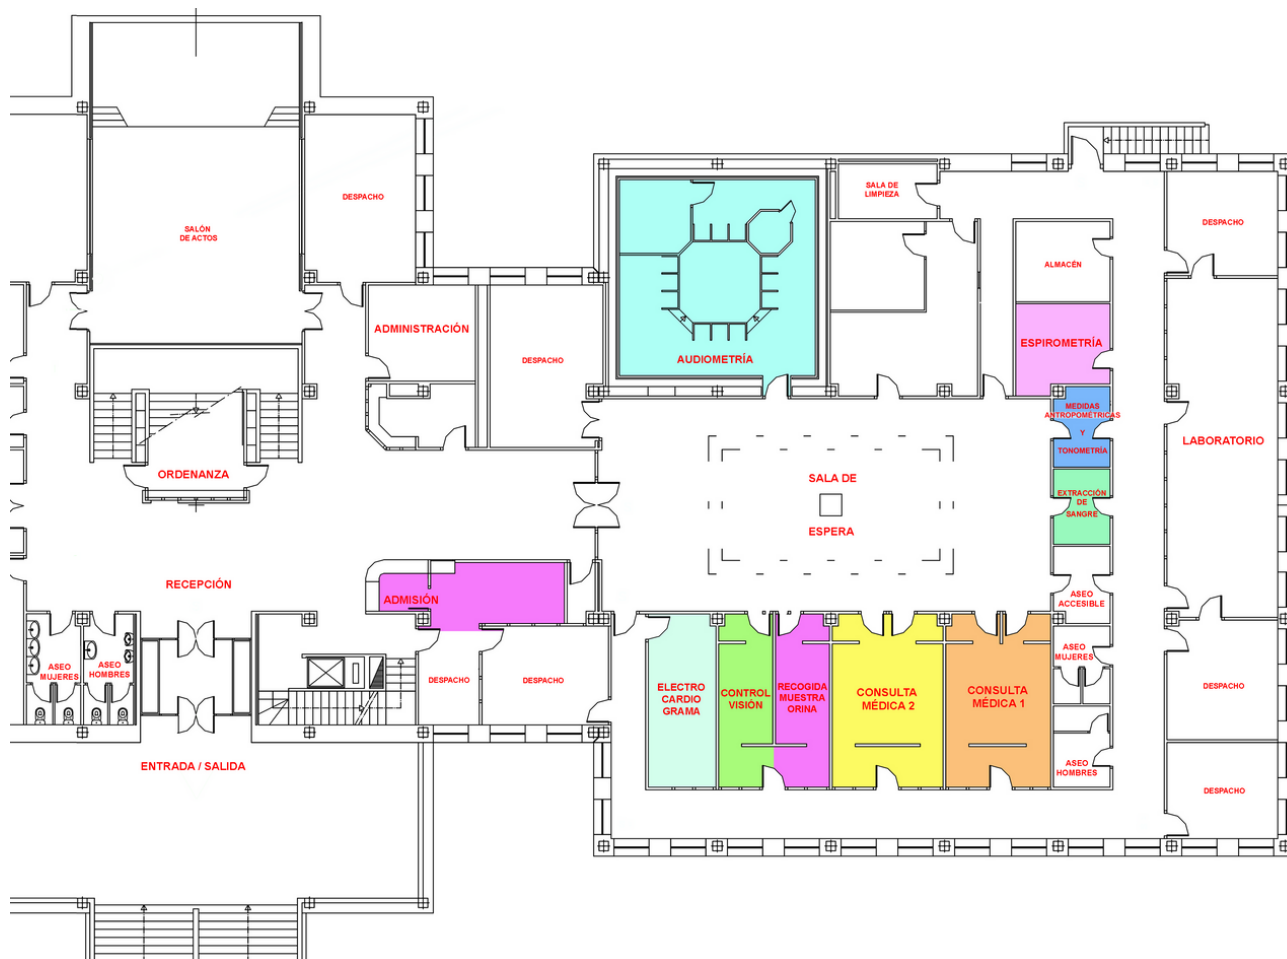 SALA DE
LIMPIEZA
DESPACHO
DESPACHO
SALÓN
DE ACTOS
ALMACÉN
ADMINISTRACIÓN
ESPIROMETRÍA
DESPACHO
AUDIOMETRÍA
MEDIDAS
ANTROPOMÉTRICAS
Y
TONOMETRÍA
LABORATORIO
ORDENANZA
SALA DE
ESPERA
EXTRACCIÓN
DE
SANGRE
RECEPCIÓN
ADMISIÓN
ASEO
ACCESIBLE
ASEO
MUJERES
ASEO
HOMBRES
DESPACHO
DESPACHO
ELECTRO
CARDIO
GRAMA
CONTROL
VISIÓN
RECOGIDA
MUESTRA
ORINA
CONSULTA
MÉDICA 2
CONSULTA
MÉDICA 1
ASEO
MUJERES
DESPACHO
ENTRADA / SALIDA
ASEO
HOMBRES
DESPACHO